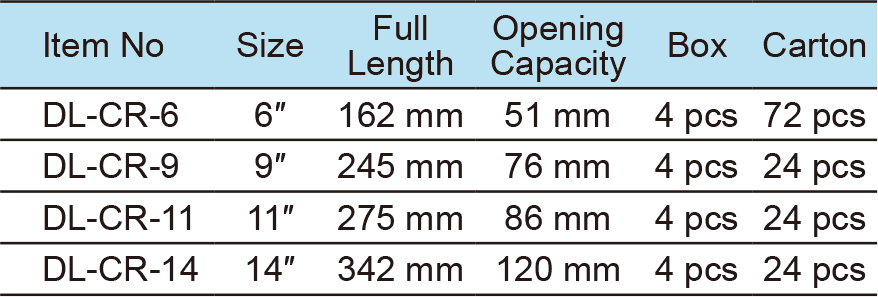 Item No Size Full Length Opening Capacity Box Carton
DL-CR-6 6″ 162 mm 51 mm 4 pcs 72 pcs
DL-CR-9 9″ 245 mm 76 mm 4 pcs 24 pcs
DL-CR-11 11″ 275 mm 86 mm 4 pcs 24 pcs
DL-CR-14 14″ 342 mm 120 mm 4 pcs 24 pcs